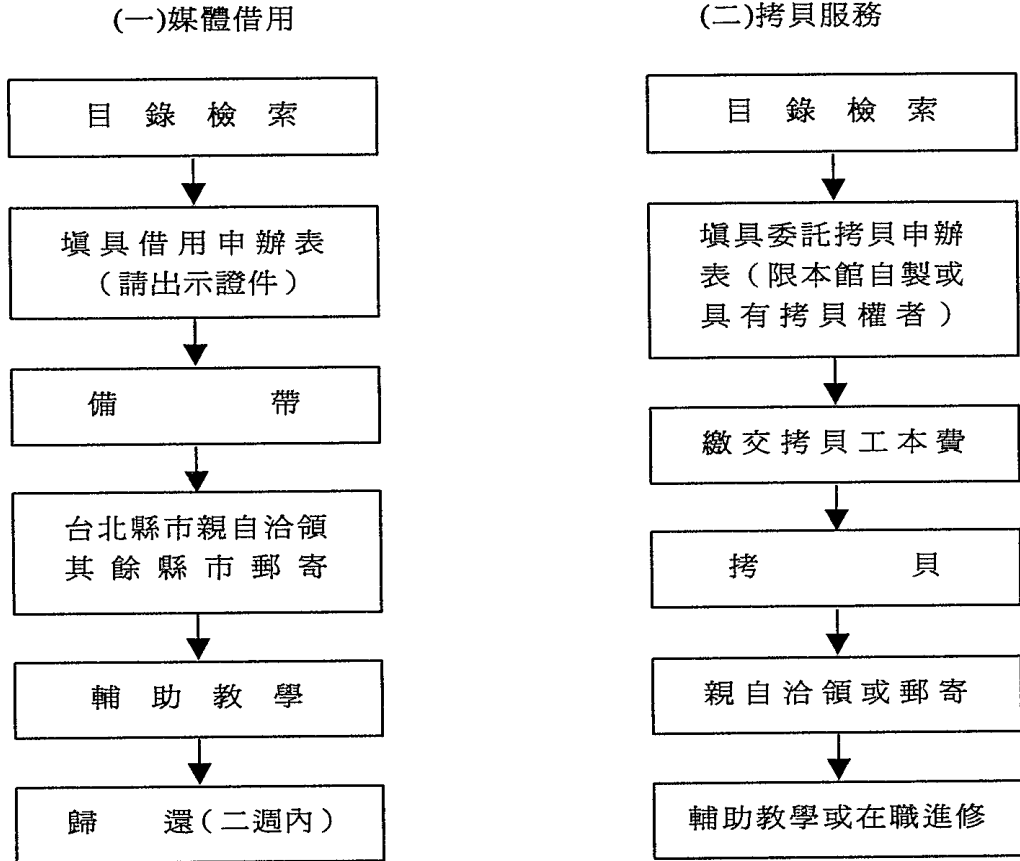 (一)媒體借用
目錄檢索
填具借用申辦表
（請出示證件）
備帶
台北縣市親自洽領
其餘縣市郵寄
輔助教學
歸還（二週內）
(二)拷貝服務
目錄檢索
填具委託拷貝申辦
表（限本館自製或
具有拷貝權者）
繳交拷貝工本費
拷貝
親自洽領或郵寄
輔助教學或在職進修